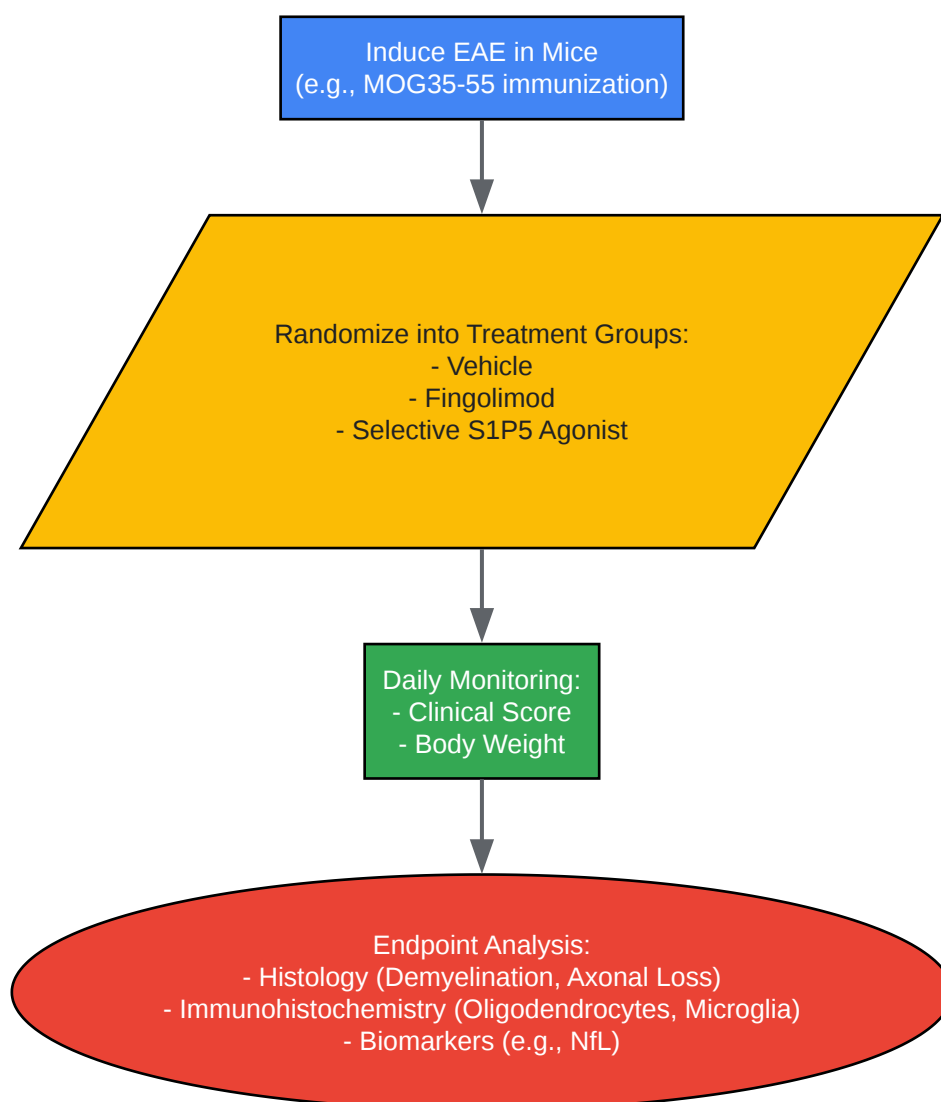 Induce EAE in Mice
(e.g., MOG35-55 immunization)
Randomize into Treatment Groups:
- Vehicle
- Fingolimod
- Selective S1P5 Agonist
Daily Monitoring:
- Clinical Score
- Body Weight
Endpoint Analysis:
- Histology (Demyelination, Axonal Loss)
- Immunohistochemistry (Oligodendrocytes, Microglia)
- Biomarkers (e.g., NfL)